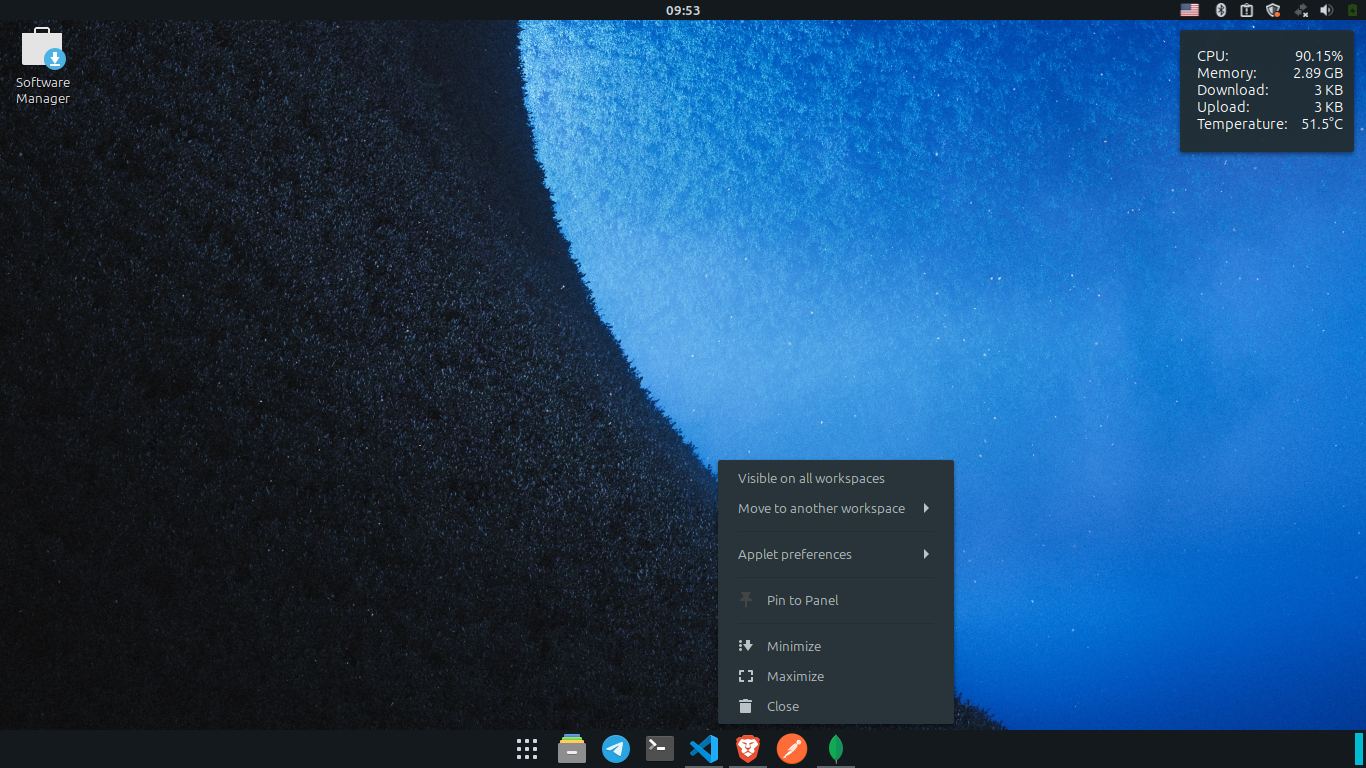 09:53
Software
Manager
CPU: 90.15%
Memory: 2.89 GB
Download: 3 KB
Upload: 3 KB
Temperature: 51.5°C
Visible on all workspaces
Move to another workspace
Applet preferences
Pin to Panel
Minimize
Maximize
Close